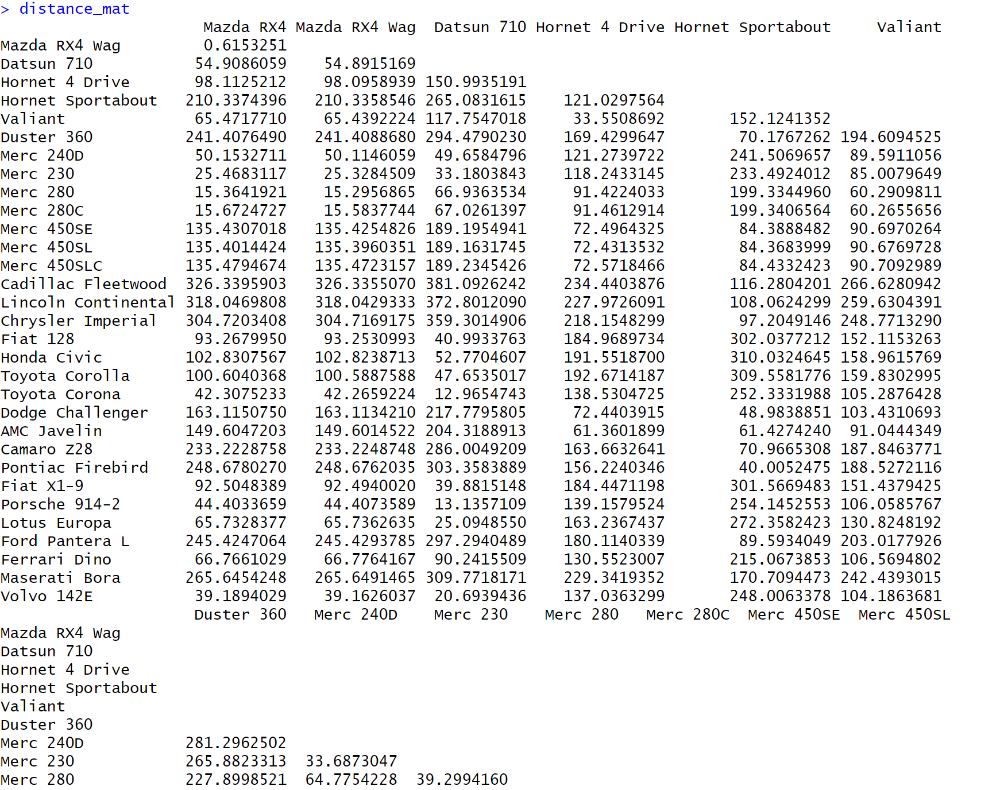 > distance_mat
                      Mazda RX4 Mazda RX4 Wag  Datsun 710 Hornet 4 Drive Hornet Sportabout     Valiant
Mazda RX4 Wag         0.6153251
Datsun 710           54.9086059    54.8915169
Hornet 4 Drive       98.1125212    98.0958939 150.9935191
Hornet Sportabout   210.3374396   210.3358546 265.0831615    121.0297564
Valiant              65.4717710    65.4392224 117.7547018     33.5508692       152.1241352
Duster 360          241.4076490   241.4088680 294.4790230    169.4299647        70.1767262 194.6094525
Merc 240D            50.1532711    50.1146059  49.6584796    121.2739722       241.5069657  89.5911056
Merc 230             25.4683117    25.3284509  33.1803843    118.2433145       233.4924012  85.0079649
Merc 280             15.3641921    15.2956865  66.9363534     91.4224033       199.3344960  60.2909811
Merc 280C            15.6724727    15.5837744  67.0261397     91.4612914       199.3406564  60.2655656
Merc 450SE          135.4307018   135.4254826 189.1954941     72.4964325        84.3888482  90.6970264
Merc 450SL          135.4014424   135.3960351 189.1631745     72.4313532        84.3683999  90.6769728
Merc 450SLC         135.4794674   135.4723157 189.2345426     72.5718466        84.4332423  90.7092989
Cadillac Fleetwood  326.3395903   326.3355070 381.0926242    234.4403876       116.2804201 266.6280942
Lincoln Continental 318.0469808   318.0429333 372.8012090    227.9726091       108.0624299 259.6304391
Chrysler Imperial   304.7203408   304.7169175 359.3014906    218.1548299        97.2049146 248.7713290
Fiat 128             93.2679950    93.2530993  40.9933763    184.9689734       302.0377212 152.1153263
Honda Civic         102.8307567   102.8238713  52.7704607    191.5518700       310.0324645 158.9615769
Toyota Corolla      100.6040368   100.5887588  47.6535017    192.6714187       309.5581776 159.8302995
Toyota Corona        42.3075233    42.2659224  12.9654743    138.5304725       252.3331988 105.2876428
Dodge Challenger    163.1150750   163.1134210 217.7795805     72.4403915        48.9838851 103.4310693
AMC Javelin         149.6047203   149.6014522 204.3188913     61.3601899        61.4274240  91.0444349
Camaro Z28          233.2228758   233.2248748 286.0049209    163.6632641        70.9665308 187.8463771
Pontiac Firebird    248.6780270   248.6762035 303.3583889    156.2240346        40.0052475 188.5272116
Fiat X1-9            92.5048389    92.4940020  39.8815148    184.4471198       301.5669483 151.4379425
Porsche 914-2        44.4033659    44.4073589  13.1357109    139.1579524       254.1452553 106.0585767
Lotus Europa         65.7328377    65.7362635  25.0948550    163.2367437       272.3582423 130.8248192
Ford Pantera L      245.4247064   245.4293785 297.2940489    180.1140339        89.5934049 203.0177926
Ferrari Dino         66.7661029    66.7764167  90.2415509    130.5523007       215.0673853 106.5694802
Maserati Bora       265.6454248   265.6491465 309.7718171    229.3419352       170.7094473 242.4393015
Volvo 142E           39.1894029    39.1626037  20.6939436    137.0363299       248.0063378 104.1863681
                     Duster 360   Merc 240D    Merc 230    Merc 280   Merc 280C  Merc 450SE  Merc 450SL
Mazda RX4 Wag
Datsun 710
Hornet 4 Drive
Hornet Sportabout
Valiant
Duster 360
Merc 240D           281.2962502
Merc 230            265.8823313  33.6873047
Merc 280            227.8998521  64.7754228  39.2994160